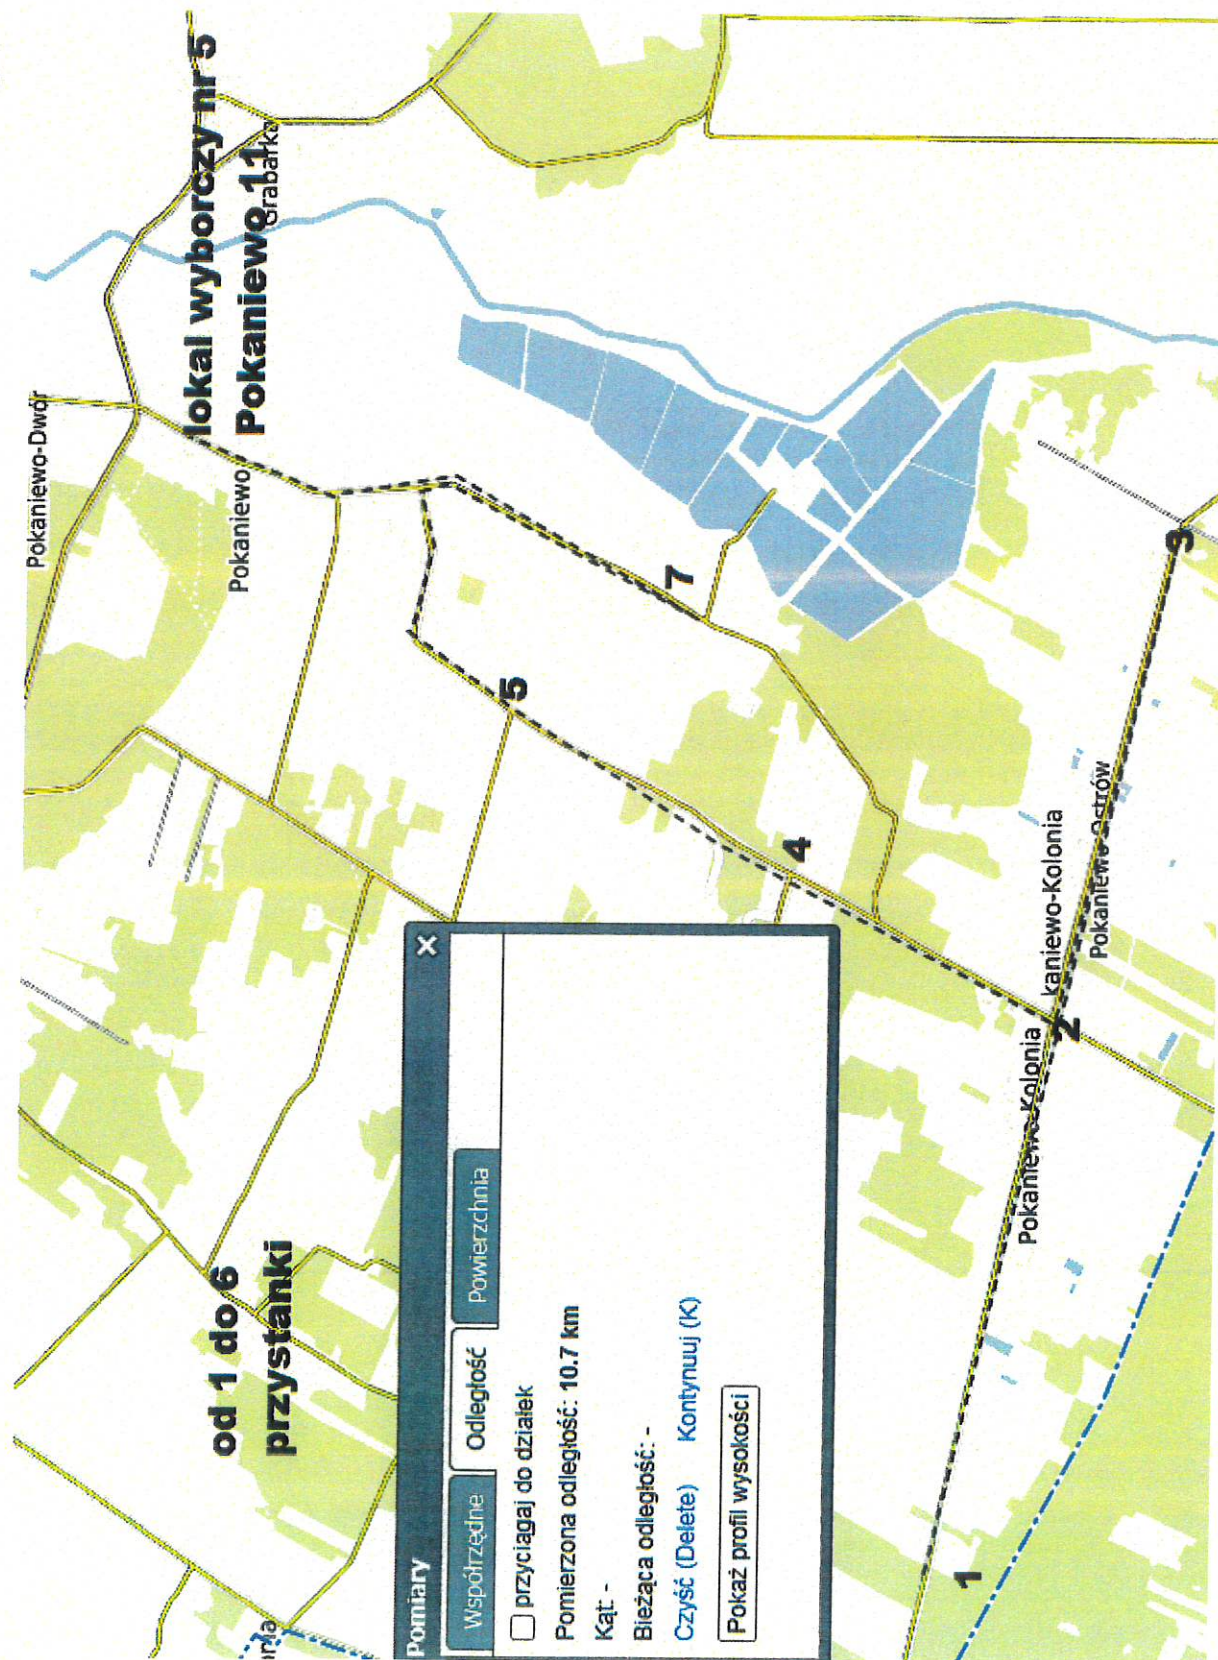 Pokaniewo-Dwór
lokal wyborczy nr 5
Pokaniewo 11
Grabarka
Pokaniewo
7
5
3
4
kaniewo-Kolonia
Pokaniewo Ostrów
2
Pokaniewo-Kolonia
1
od 1 do 6
przystanki
Pomiary
Współrzędne
Odległość
Powierzchnia
przyciągaj do działek
Pomierzona odległość: 10.7 km
Kąt: -
Bieżąca odległość: -
Czyść (Delete) Kontynuuj (K)
Pokaż profil wysokości